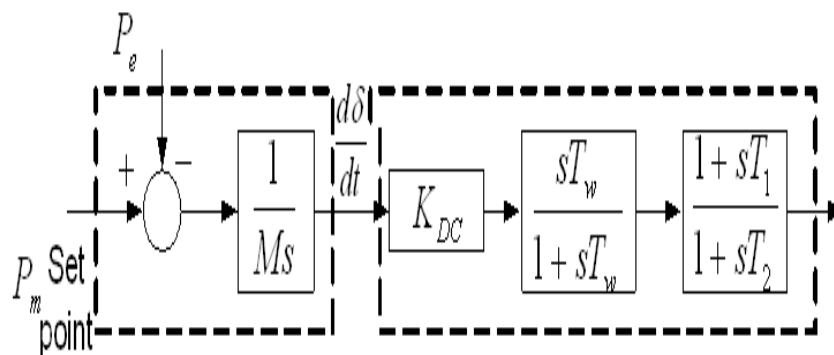 P_e
+
−
1
Ms
dδ
dt
K_DC
sT_w
1 + sT_w
1 + sT_1
1 + sT_2
P_m Set
point